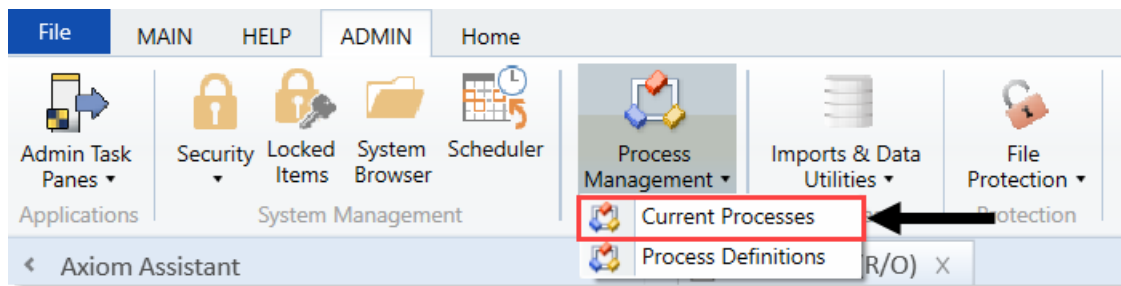 File MAIN HELP ADMIN Home
Admin Task
Panes
Security
Locked
Items
System
Browser
Scheduler
Process
Management
Imports & Data
Utilities
File
Protection
Applications
System Management
Protection
Current Processes
Process Definitions
Axiom Assistant
(R/O) X